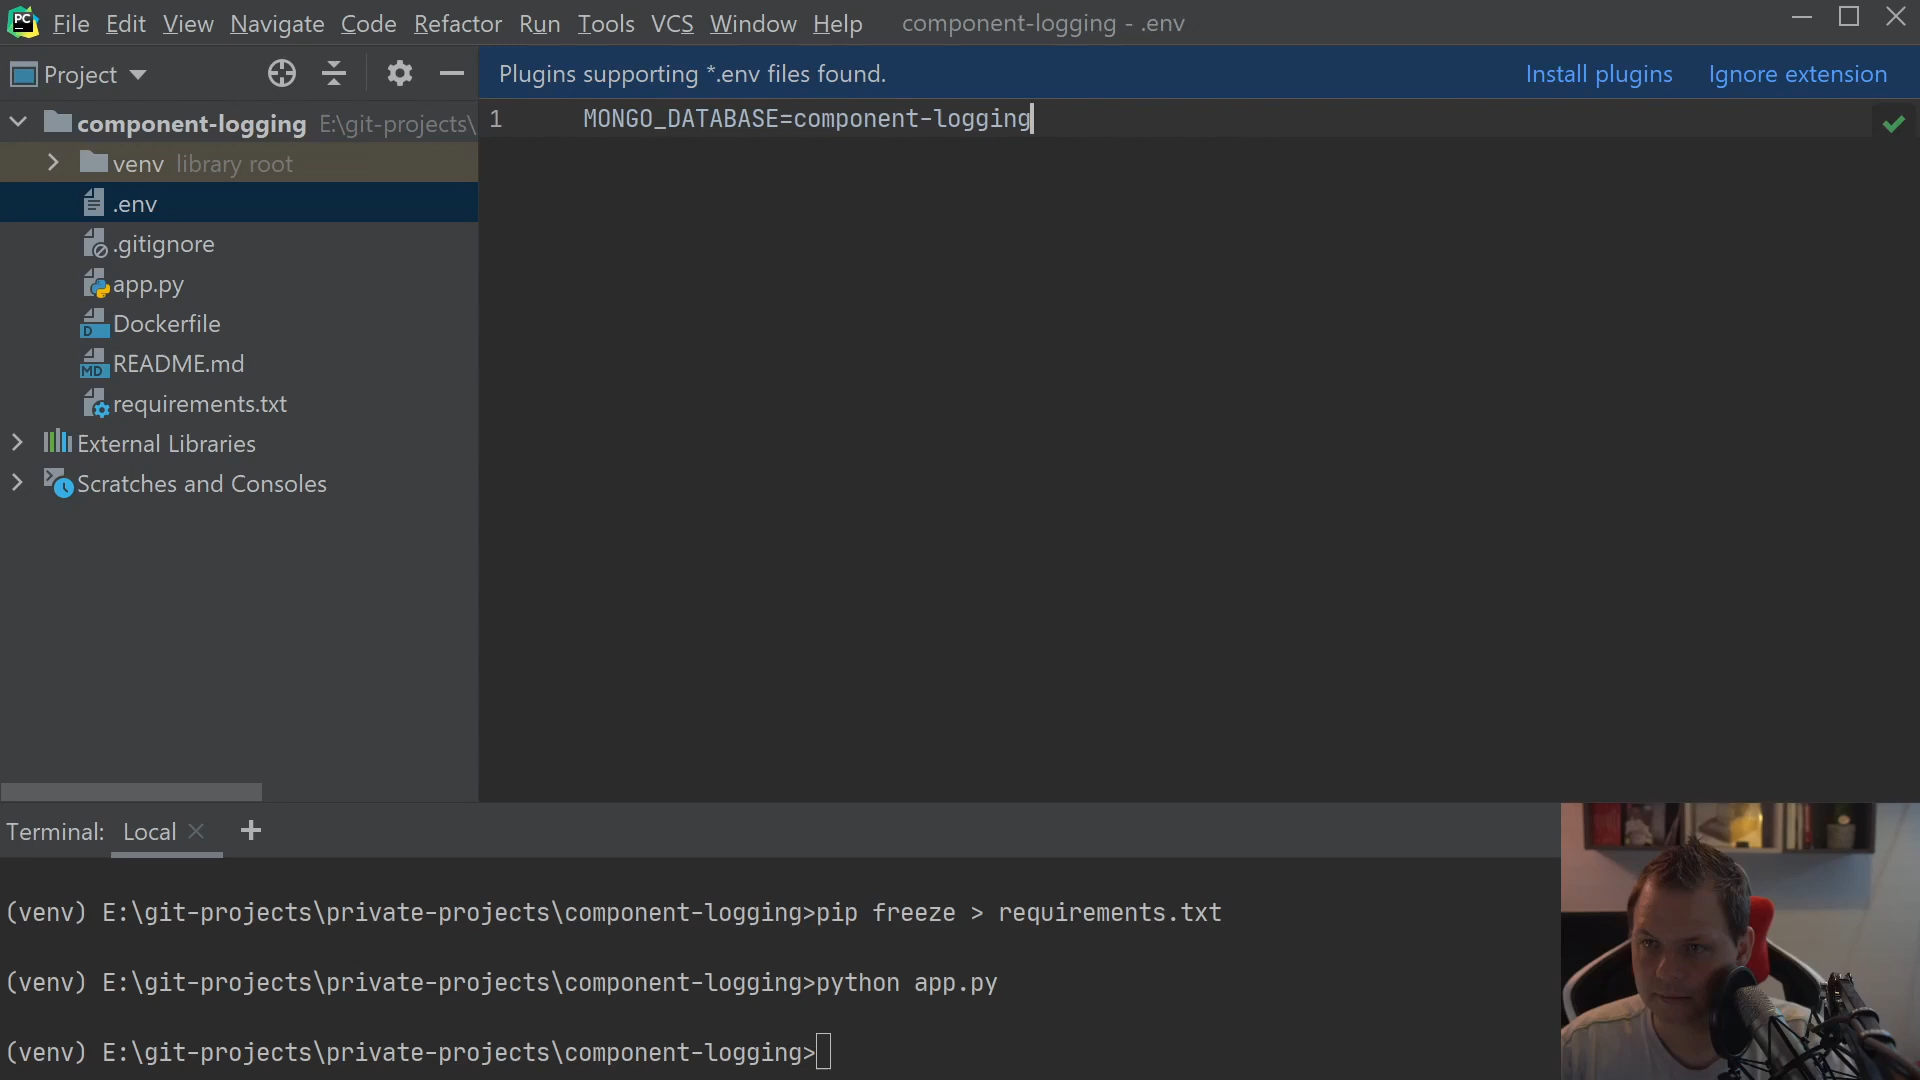 PC File Edit View Navigate Code Refactor Run Tools VCS Window Help component-logging - .env
Project
Plugins supporting *.env files found. Install plugins Ignore extension
component-logging E:\git-projects\
1 MONGO_DATABASE=component-logging
venv library root
.env
.gitignore
app.py
D Dockerfile
MD README.md
requirements.txt
External Libraries
Scratches and Consoles
Terminal: Local
(venv) E:\git-projects\private-projects\component-logging>pip freeze > requirements.txt
(venv) E:\git-projects\private-projects\component-logging>python app.py
(venv) E:\git-projects\private-projects\component-logging>